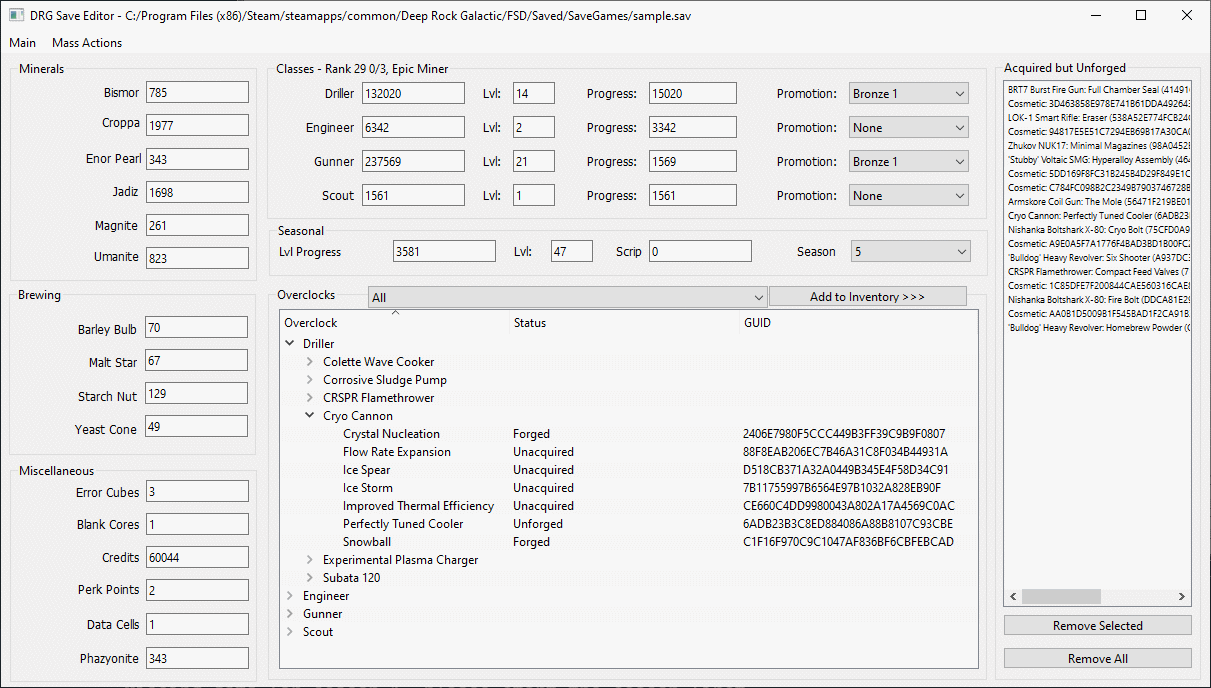 DRG Save Editor - C:/Program Files (x86)/Steam/steamapps/common/Deep Rock Galactic/FSD/Saved/SaveGames/sample.sav
Main Mass Actions
Minerals
Bismor 785
Croppa 1977
Enor Pearl 343
Jadiz 1698
Magnite 261
Umanite 823
Brewing
Barley Bulb 70
Malt Star 67
Starch Nut 129
Yeast Cone 49
Miscellaneous
Error Cubes 3
Blank Cores 1
Credits 60044
Perk Points 2
Data Cells 1
Phazyonite 343
Classes - Rank 29 0/3, Epic Miner
Driller 132020 Lvl: 14 Progress: 15020 Promotion: Bronze 1
Engineer 6342 Lvl: 2 Progress: 3342 Promotion: None
Gunner 237569 Lvl: 21 Progress: 1569 Promotion: Bronze 1
Scout 1561 Lvl: 1 Progress: 1561 Promotion: None
Seasonal
Lvl Progress 3581 Lvl: 47 Scrip 0 Season 5
Overclocks All Add to Inventory >>>
Overclock Status GUID
Driller
Colette Wave Cooker
Corrosive Sludge Pump
CRSPR Flamethrower
Cryo Cannon
Crystal Nucleation Forged 2406E7980F5CCC449B3FF39C9B9F0807
Flow Rate Expansion Unacquired 88F8EAB206EC7B46A31C8F034B44931A
Ice Spear Unacquired D518CB371A32A0449B345E4F58D34C91
Ice Storm Unacquired 7B11755997B6564E97B1032A828EB90F
Improved Thermal Efficiency Unacquired CE660C4DD9980043A802A17A4569C0AC
Perfectly Tuned Cooler Unforged 6ADB23B3C8ED884086A88B8107C93CBE
Snowball Forged C1F16F970C9C1047AF836BF6CBFEBCAD
Experimental Plasma Charger
Subata 120
Engineer
Gunner
Scout
Acquired but Unforged
BRT7 Burst Fire Gun: Full Chamber Seal (41491
Cosmetic: 3D463858E978E741B61DDA49264
LOK-1 Smart Rifle: Eraser (538A52E774FCB24
Cosmetic: 94817E5E51C7294EB69B17A30CA
Zhukov NUK17: Minimal Magazines (98A0452
'Stubby' Voltaic SMG: Hyperalloy Assembly (46
Cosmetic: 5DD169F8FC31B245B4D29F849E1C
Cosmetic: C784FC098B2C2349B7903746728B
Armskore Coil Gun: The Mole (56471F219BE01
Cryo Cannon: Perfectly Tuned Cooler (6ADB23
Nishanka Boltshark X-80: Cryo Bolt (75CFD0A9
Cosmetic: A9E0A5F7A1776F4BAD3BD1B00FC2
'Bulldog' Heavy Revolver: Six Shooter (A937DC
CRSPR Flamethrower: Compact Feed Valves (7
Cosmetic: 1C85DFE7F200844CAE560316CAE
Nishanka Boltshark X-80: Fire Bolt (DDCA81E29
Cosmetic: AA0B1D5009B1F545BAD1F2CA91B
'Bulldog' Heavy Revolver: Homebrew Powder (
Remove Selected
Remove All